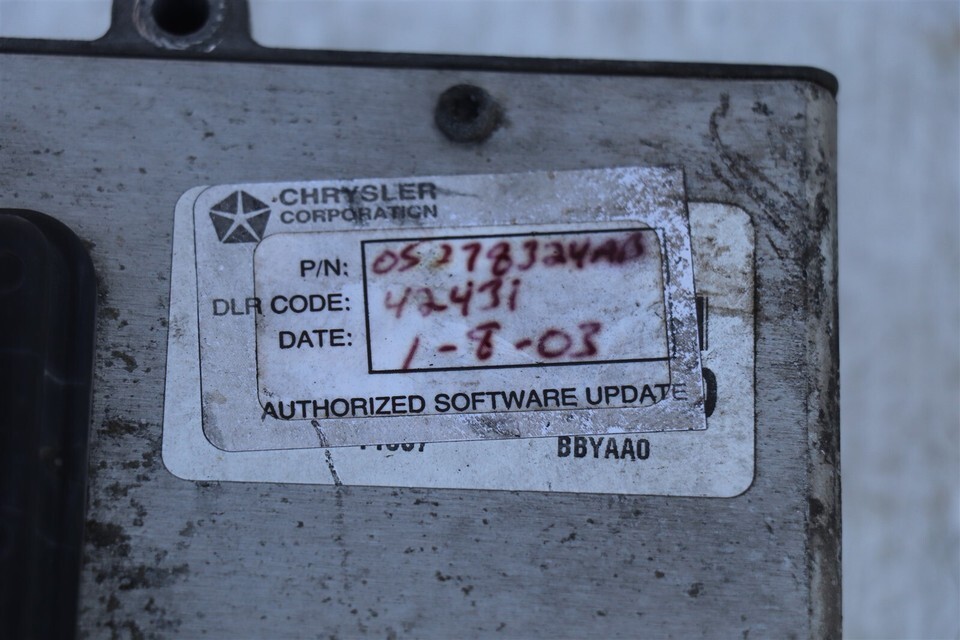 CHRYSLER
CORPORATION
P/N: 05278324AB
DLR CODE: 42431
DATE: 1-8-03
AUTHORIZED SOFTWARE UPDATE
BBYAA0